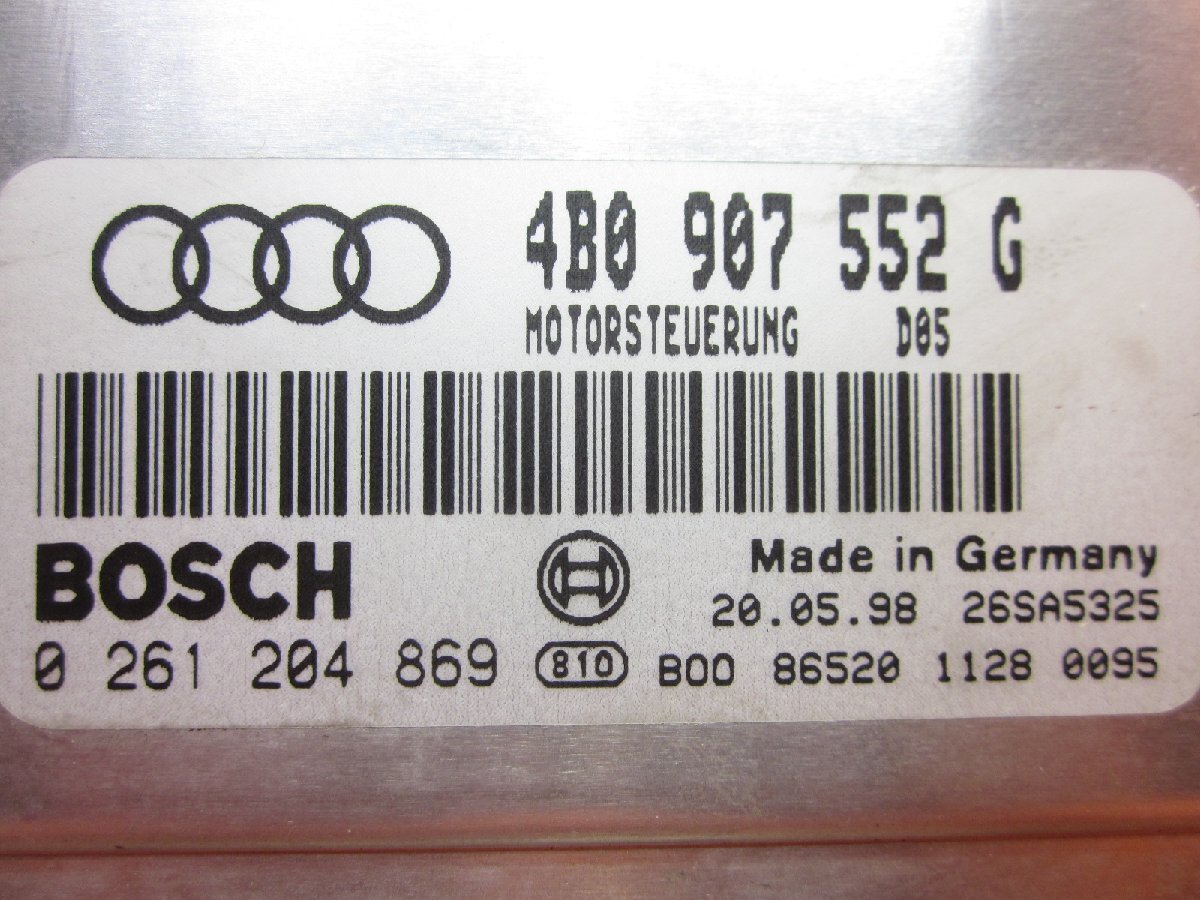 4B0 907 552 G
MOTORSTEUERUNG D05
BOSCH
Made in Germany
20.05.98 26SA5325
0 261 204 869 810 B00 86520 1128 0095